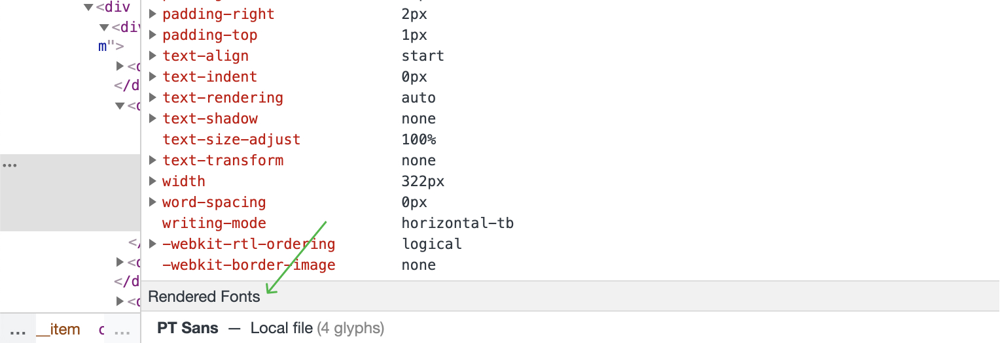 <div
<div
m">
</d
</
</d
... __item c ...
padding-right 2px
padding-top 1px
text-align start
text-indent 0px
text-rendering auto
text-shadow none
text-size-adjust 100%
text-transform none
width 322px
word-spacing 0px
writing-mode horizontal-tb
-webkit-rtl-ordering logical
-webkit-border-image none
Rendered Fonts
PT Sans — Local file (4 glyphs)